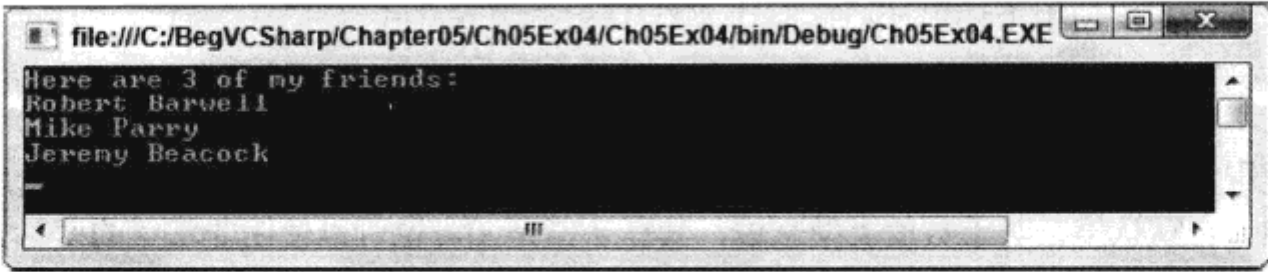 file:///C:/BegVCSharp/Chapter05/Ch05Ex04/Ch05Ex04/bin/Debug/Ch05Ex04.EXE
Here are 3 of my friends:
Robert Barwell
Mike Parry
Jeremy Beacock